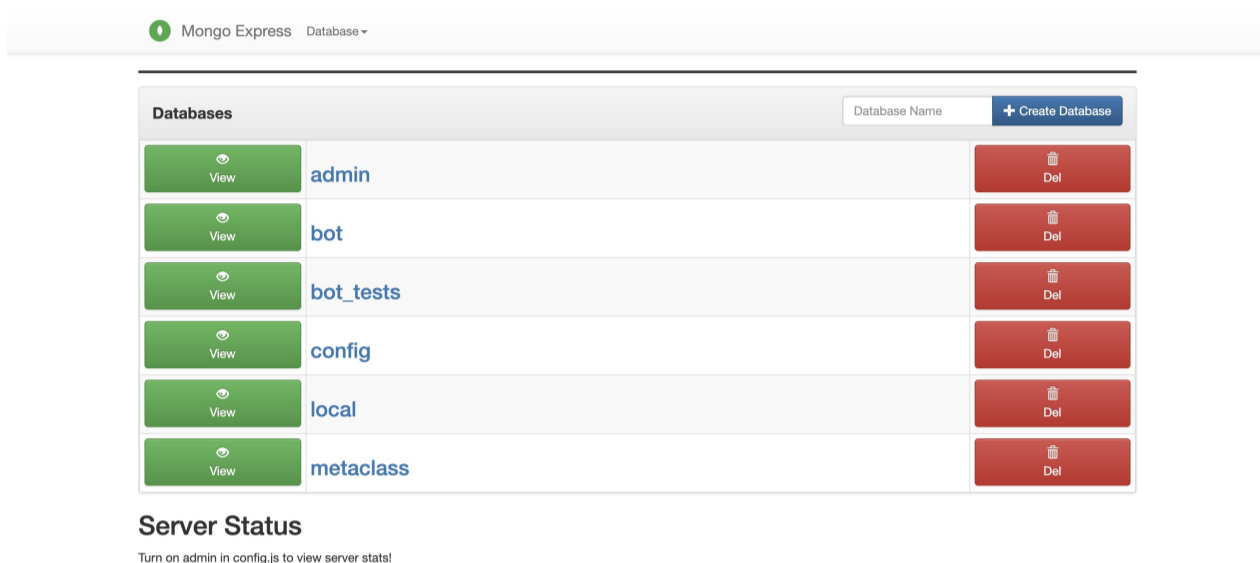 Mongo Express Database
Databases
Database Name
Create Database
View admin Del
View bot Del
View bot_tests Del
View config Del
View local Del
View metaclass Del
Server Status
Turn on admin in config.js to view server stats!